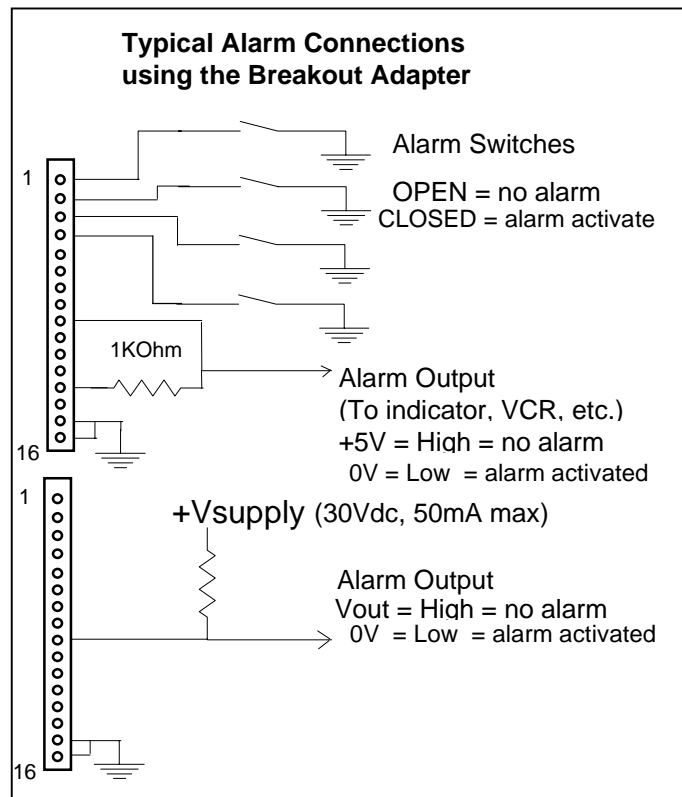 Typical Alarm Connections
using the Breakout Adapter
1
Alarm Switches
OPEN = no alarm
CLOSED = alarm activate
1KOhm
Alarm Output
(To indicator, VCR, etc.)
+5V = High = no alarm
0V = Low = alarm activated
16
1
+Vsupply (30Vdc, 50mA max)
Alarm Output
Vout = High = no alarm
0V = Low = alarm activated
16